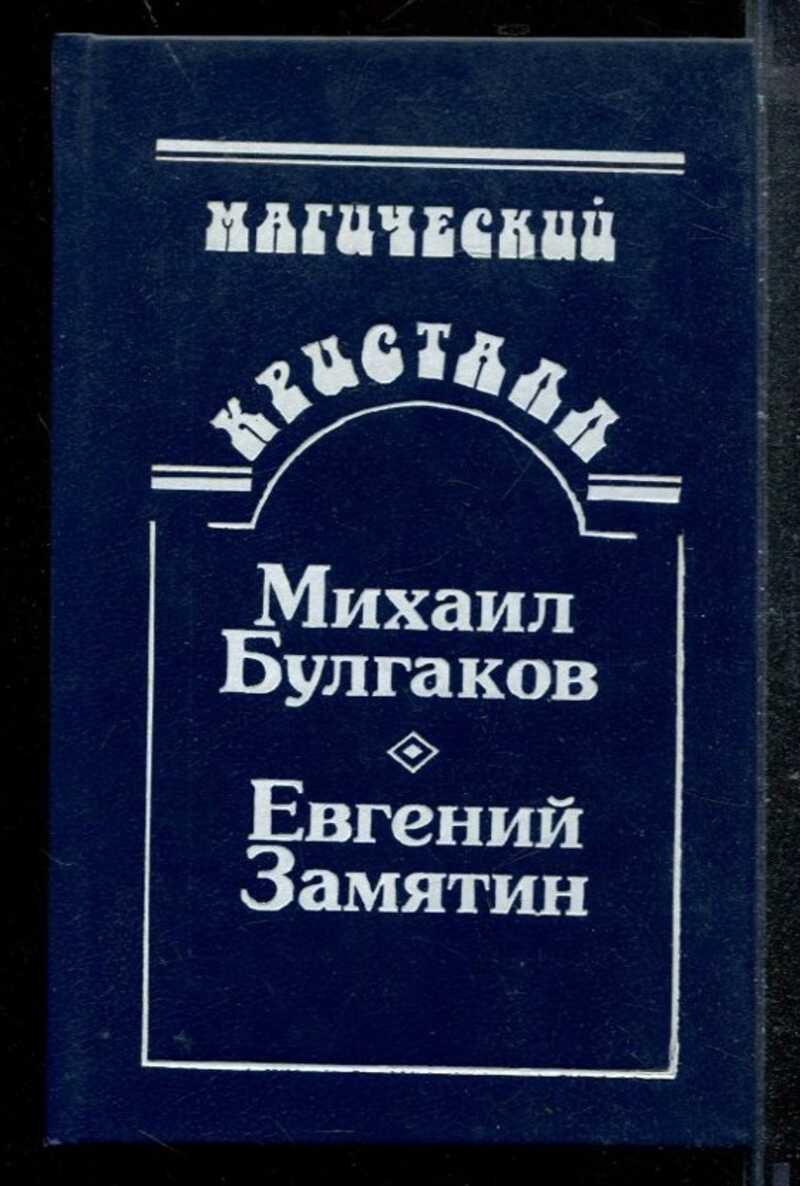 МАГИЧЕСКИЙ
КРИСТАЛЛ
Михаил
Булгаков
Евгений
Замятин